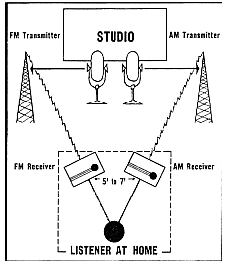 FM Transmitter
STUDIO
AM Transmitter
FM Receiver
AM Receiver
5' to 7'
LISTENER AT HOME